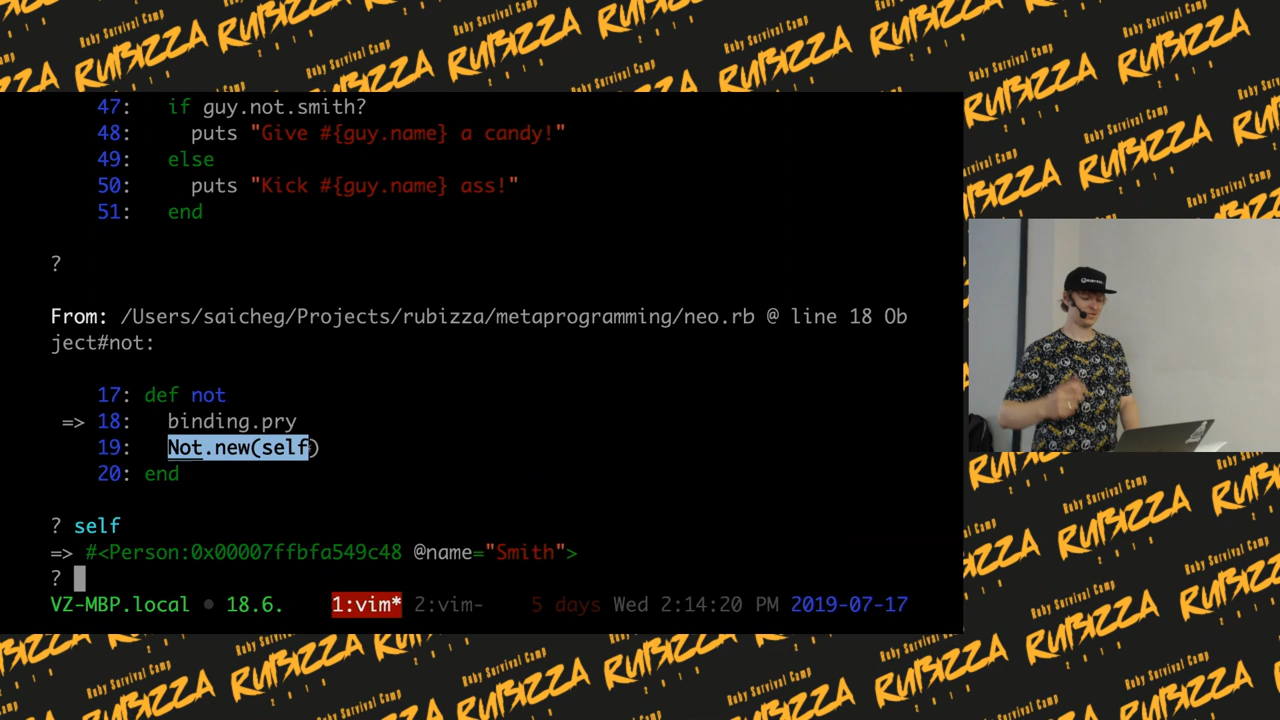 Ruby Survival Camp
RUBIZZA
2019
47: if guy.not.smith?
48: puts "Give #{guy.name} a candy!"
49: else
50: puts "Kick #{guy.name} ass!"
51: end
?
From: /Users/saicheg/Projects/rubizza/metaprogramming/neo.rb @ line 18 Ob
ject#not:
17: def not
=> 18: binding.pry
19: Not.new(self)
20: end
? self
=> #<Person:0x00007ffbfa549c48 @name="Smith">
?
VZ-MBP.local • 18.6. 1:vim* 2:vim- 5 days Wed 2:14:20 PM 2019-07-17